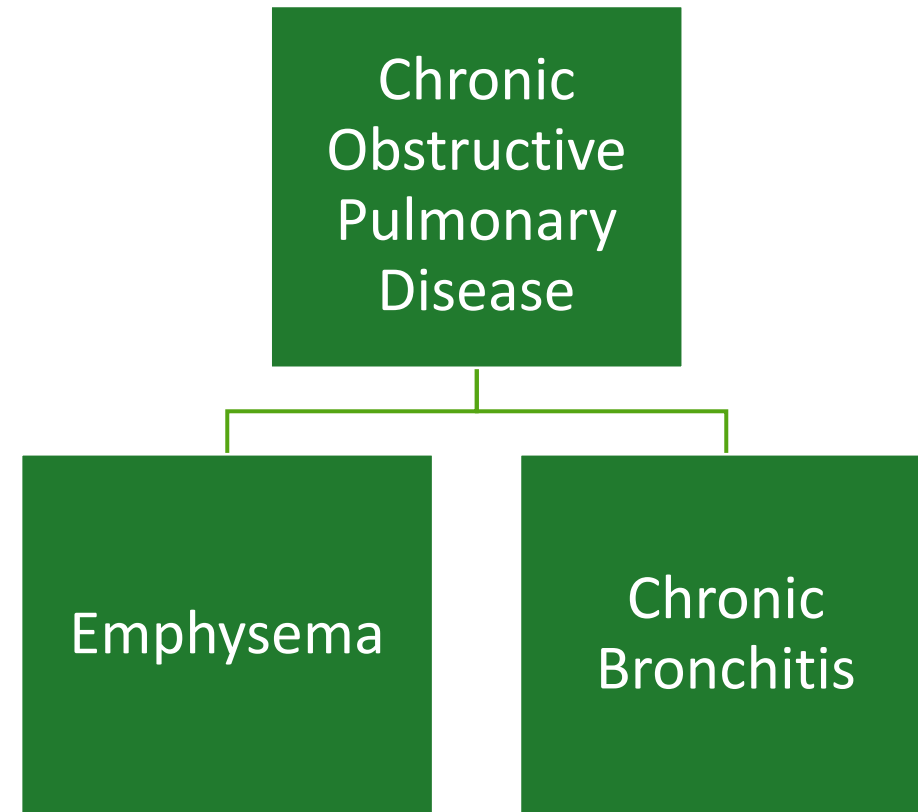 Chronic
Obstructive
Pulmonary
Disease
Emphysema
Chronic
Bronchitis